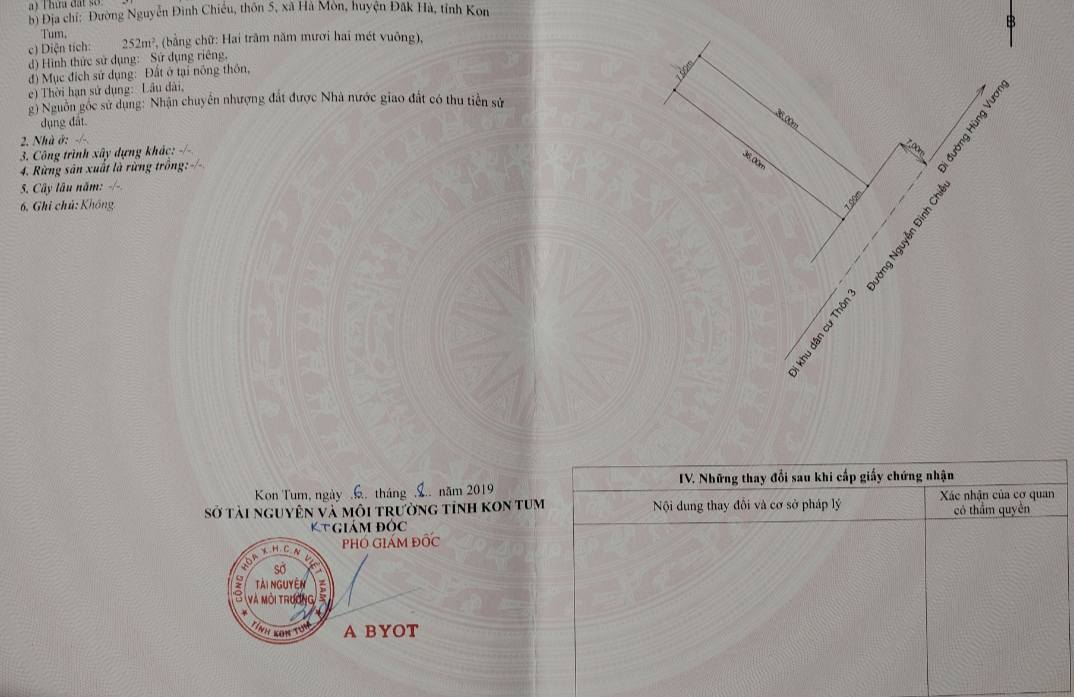 a) Thửa đất số:
b) Địa chỉ: Đường Nguyễn Đình Chiểu, thôn 5, xã Hà Mòn, huyện Đăk Hà, tỉnh Kon
Tum,
c) Diện tích: 252m², (bằng chữ: Hai trăm năm mươi hai mét vuông),
d) Hình thức sử dụng: Sử dụng riêng,
đ) Mục đích sử dụng: Đất ở tại nông thôn,
e) Thời hạn sử dụng: Lâu dài,
g) Nguồn gốc sử dụng: Nhận chuyển nhượng đất được Nhà nước giao đất có thu tiền sử
dụng đất.
2. Nhà ở: -/-.
3. Công trình xây dựng khác: -/-.
4. Rừng sản xuất là rừng trồng: -/-.
5. Cây lâu năm: -/-.
6. Ghi chú: Không.
Kon Tum, ngày .6.. tháng .8.. năm 2019
SỞ TÀI NGUYÊN VÀ MÔI TRƯỜNG TỈNH KON TUM
KT GIÁM ĐỐC
PHÓ GIÁM ĐỐC
CỘNG HÒA X.H.C.N VIỆT NAM
SỞ
TÀI NGUYÊN
VÀ MÔI TRƯỜNG
TỈNH KON TUM
A BYOT
B
7.00m
36.00m
36.00m
7.00m
7.00m
Đi đường Hùng Vương
Đường Nguyễn Đình Chiểu
Đi khu dân cư Thôn 3
IV. Những thay đổi sau khi cấp giấy chứng nhận
Nội dung thay đổi và cơ sở pháp lý
Xác nhận của cơ quan
có thẩm quyền